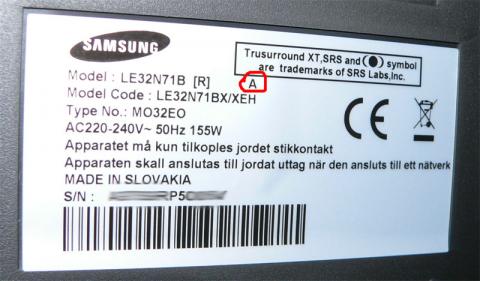 SAMSUNG
Trusurround XT,SRS and symbol
are trademarks of SRS Labs,Inc.
Model : LE32N71B [R]
A
Model Code : LE32N71BX/XEH
Type No.: MO32EO
AC220-240V~ 50Hz 155W
Apparatet må kun tilkoples jordet stikkontakt
Apparaten skall anslutas till jordat uttag när den ansluts till ett nätverk
MADE IN SLOVAKIA
S/N :
CE